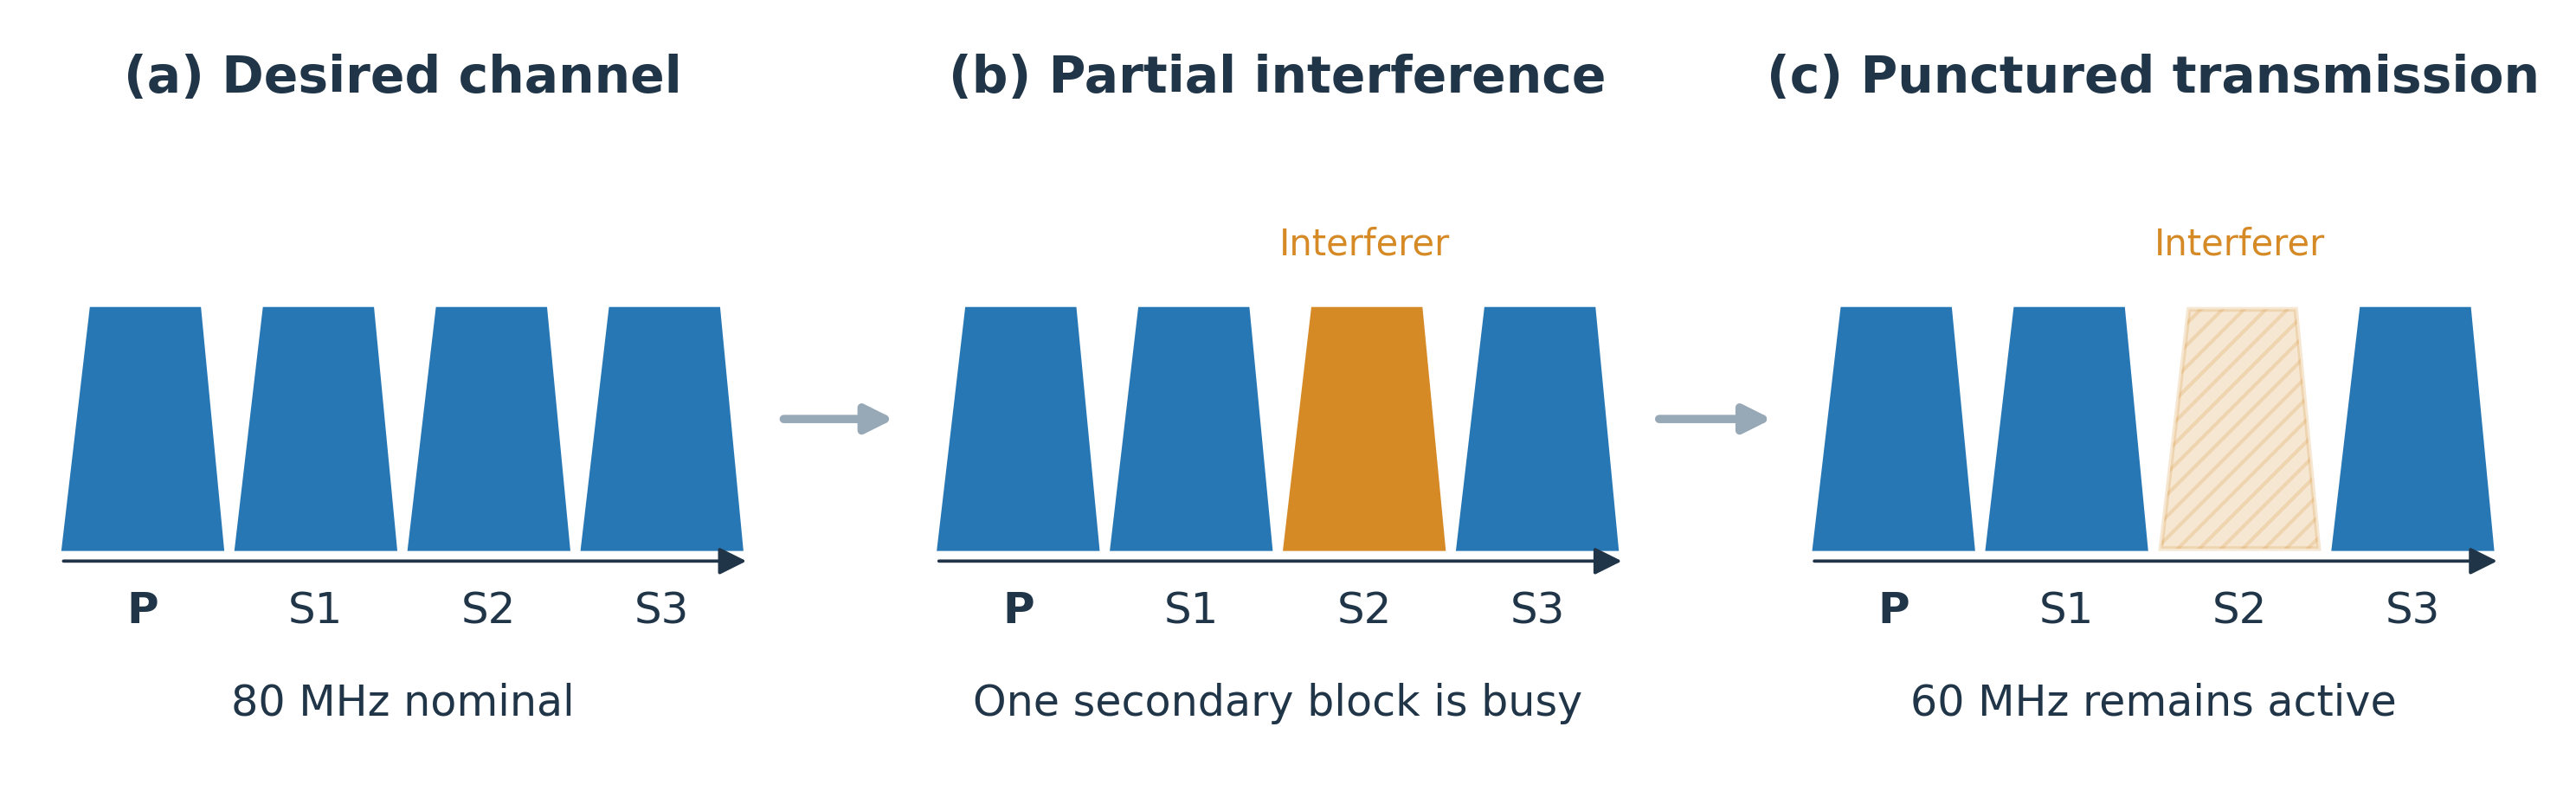 (a) Desired channel
P S1 S2 S3
80 MHz nominal
(b) Partial interference
Interferer
P S1 S2 S3
One secondary block is busy
(c) Punctured transmission
Interferer
P S1 S2 S3
60 MHz remains active